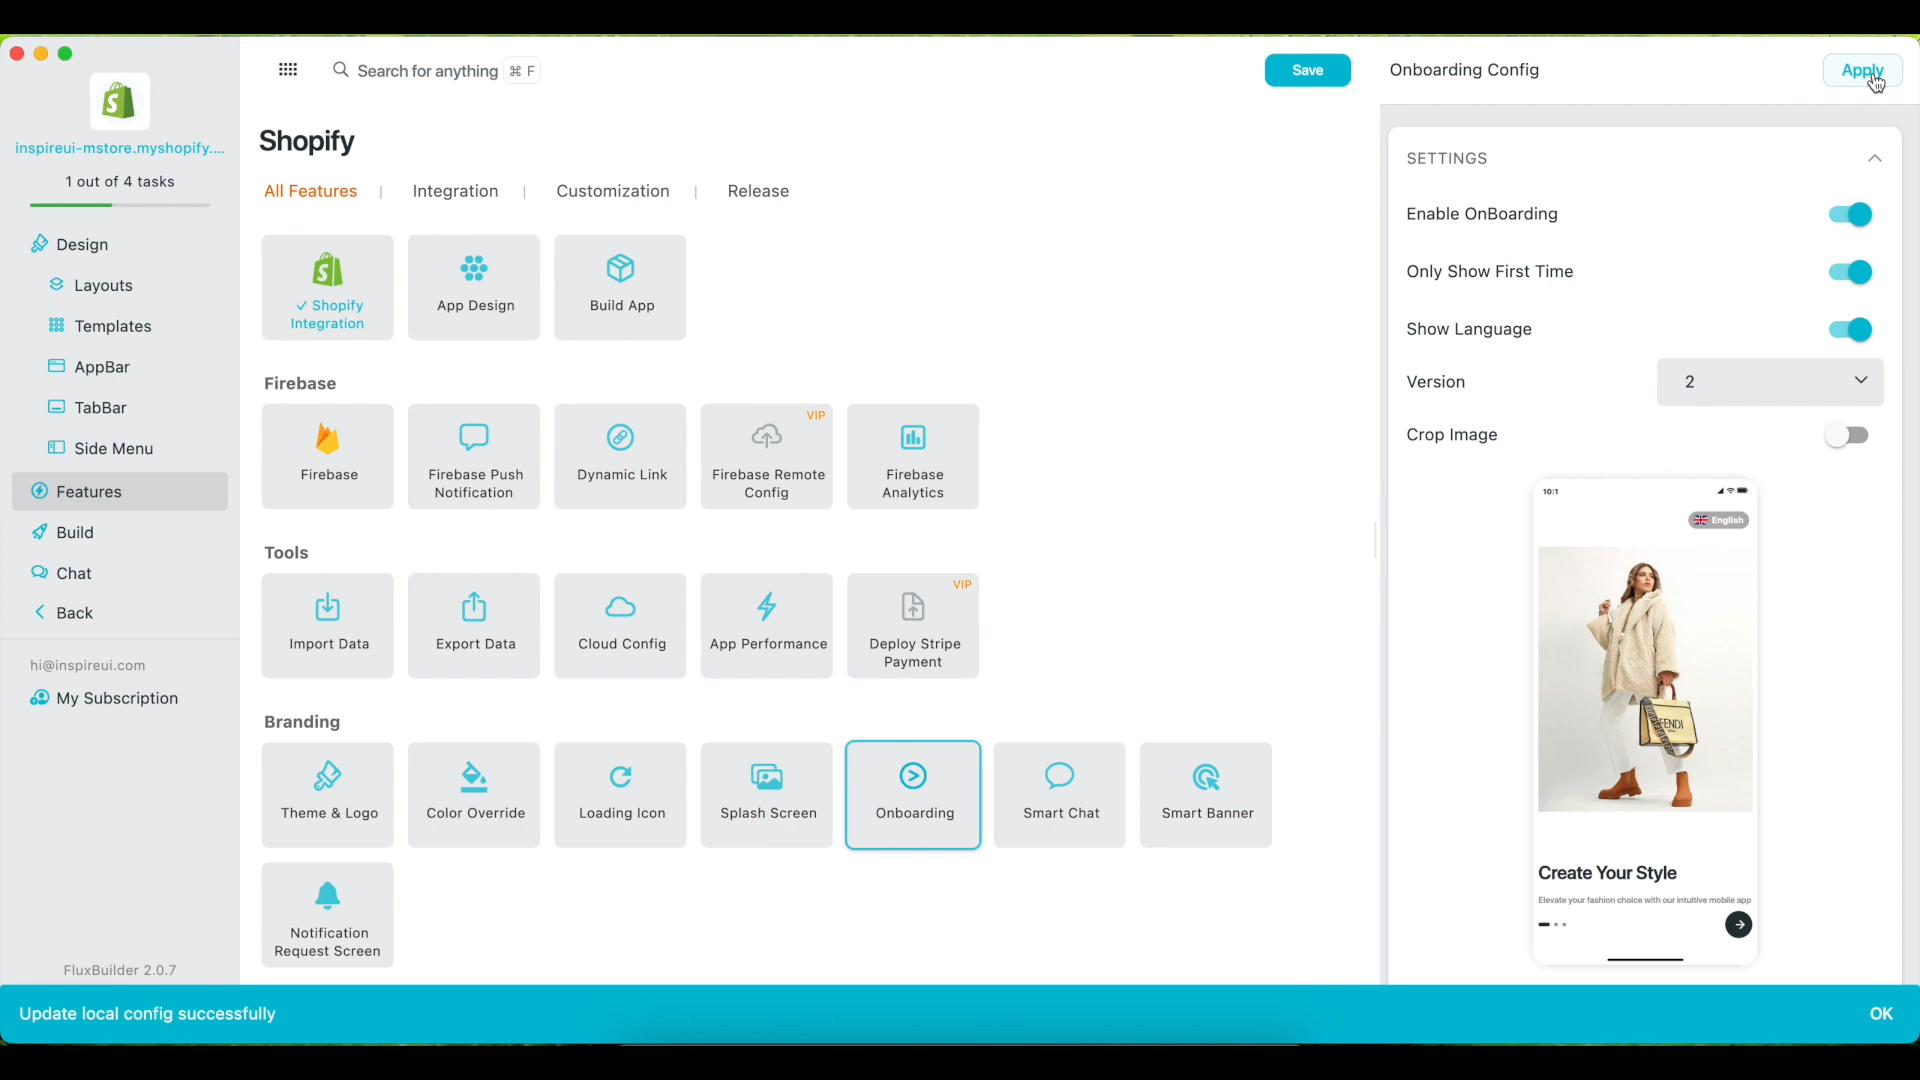 Search for anything ⌘ F
Save
Onboarding Config
Apply
inspireui-mstore.myshopify....
1 out of 4 tasks
Design
Layouts
Templates
AppBar
TabBar
Side Menu
Features
Build
Chat
Back
hi@inspireui.com
My Subscription
FluxBuilder 2.0.7
Shopify
All Features | Integration | Customization | Release
✓ Shopify
Integration
App Design
Build App
Firebase
Firebase
Firebase Push
Notification
Dynamic Link
VIP
Firebase Remote
Config
Firebase
Analytics
Tools
Import Data
Export Data
Cloud Config
App Performance
VIP
Deploy Stripe
Payment
Branding
Theme & Logo
Color Override
Loading Icon
Splash Screen
Onboarding
Smart Chat
Smart Banner
Notification
Request Screen
SETTINGS
Enable OnBoarding
Only Show First Time
Show Language
Version 2
Crop Image
10:1
English
FENDI
Create Your Style
Elevate your fashion choice with our intuitive mobile app
Update local config successfully
OK